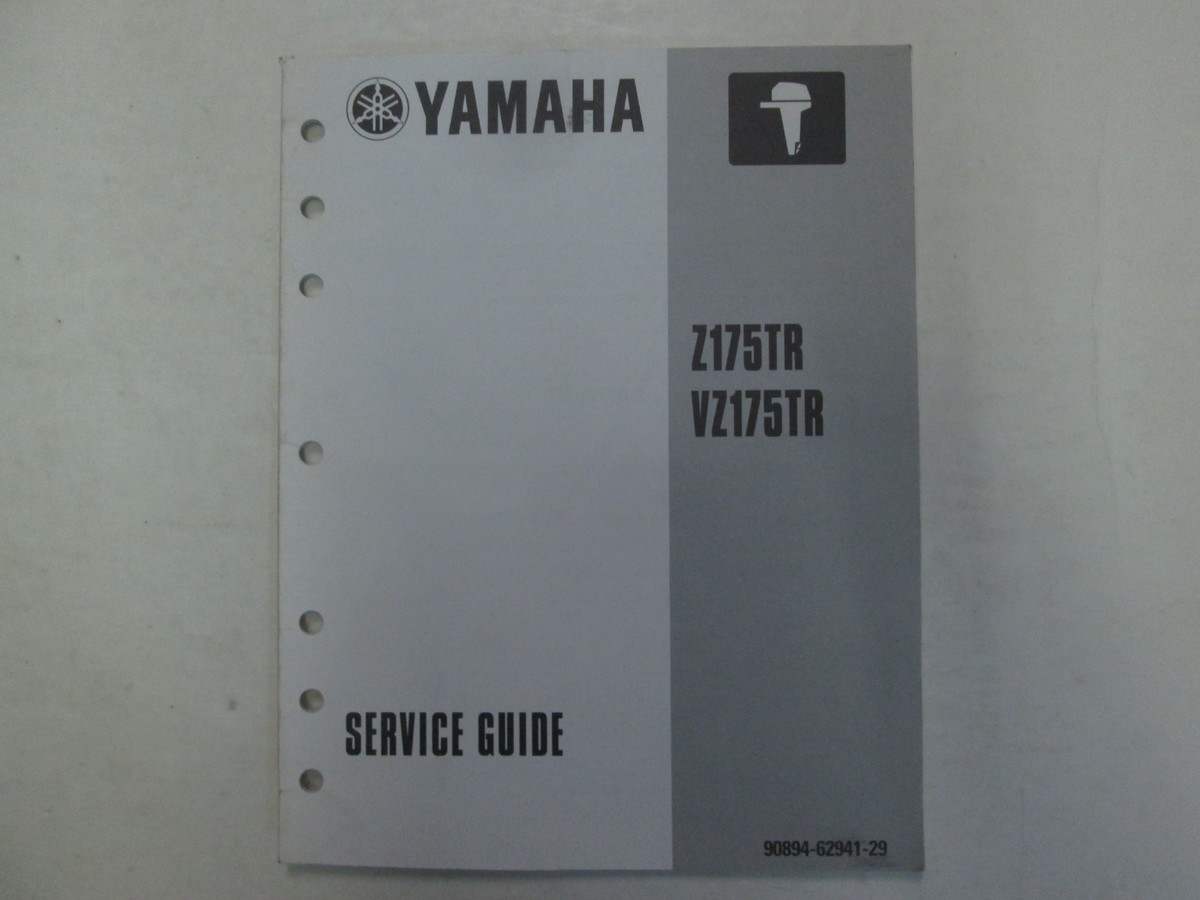 YAMAHA
Z175TR
VZ175TR
SERVICE GUIDE
90894-62941-29